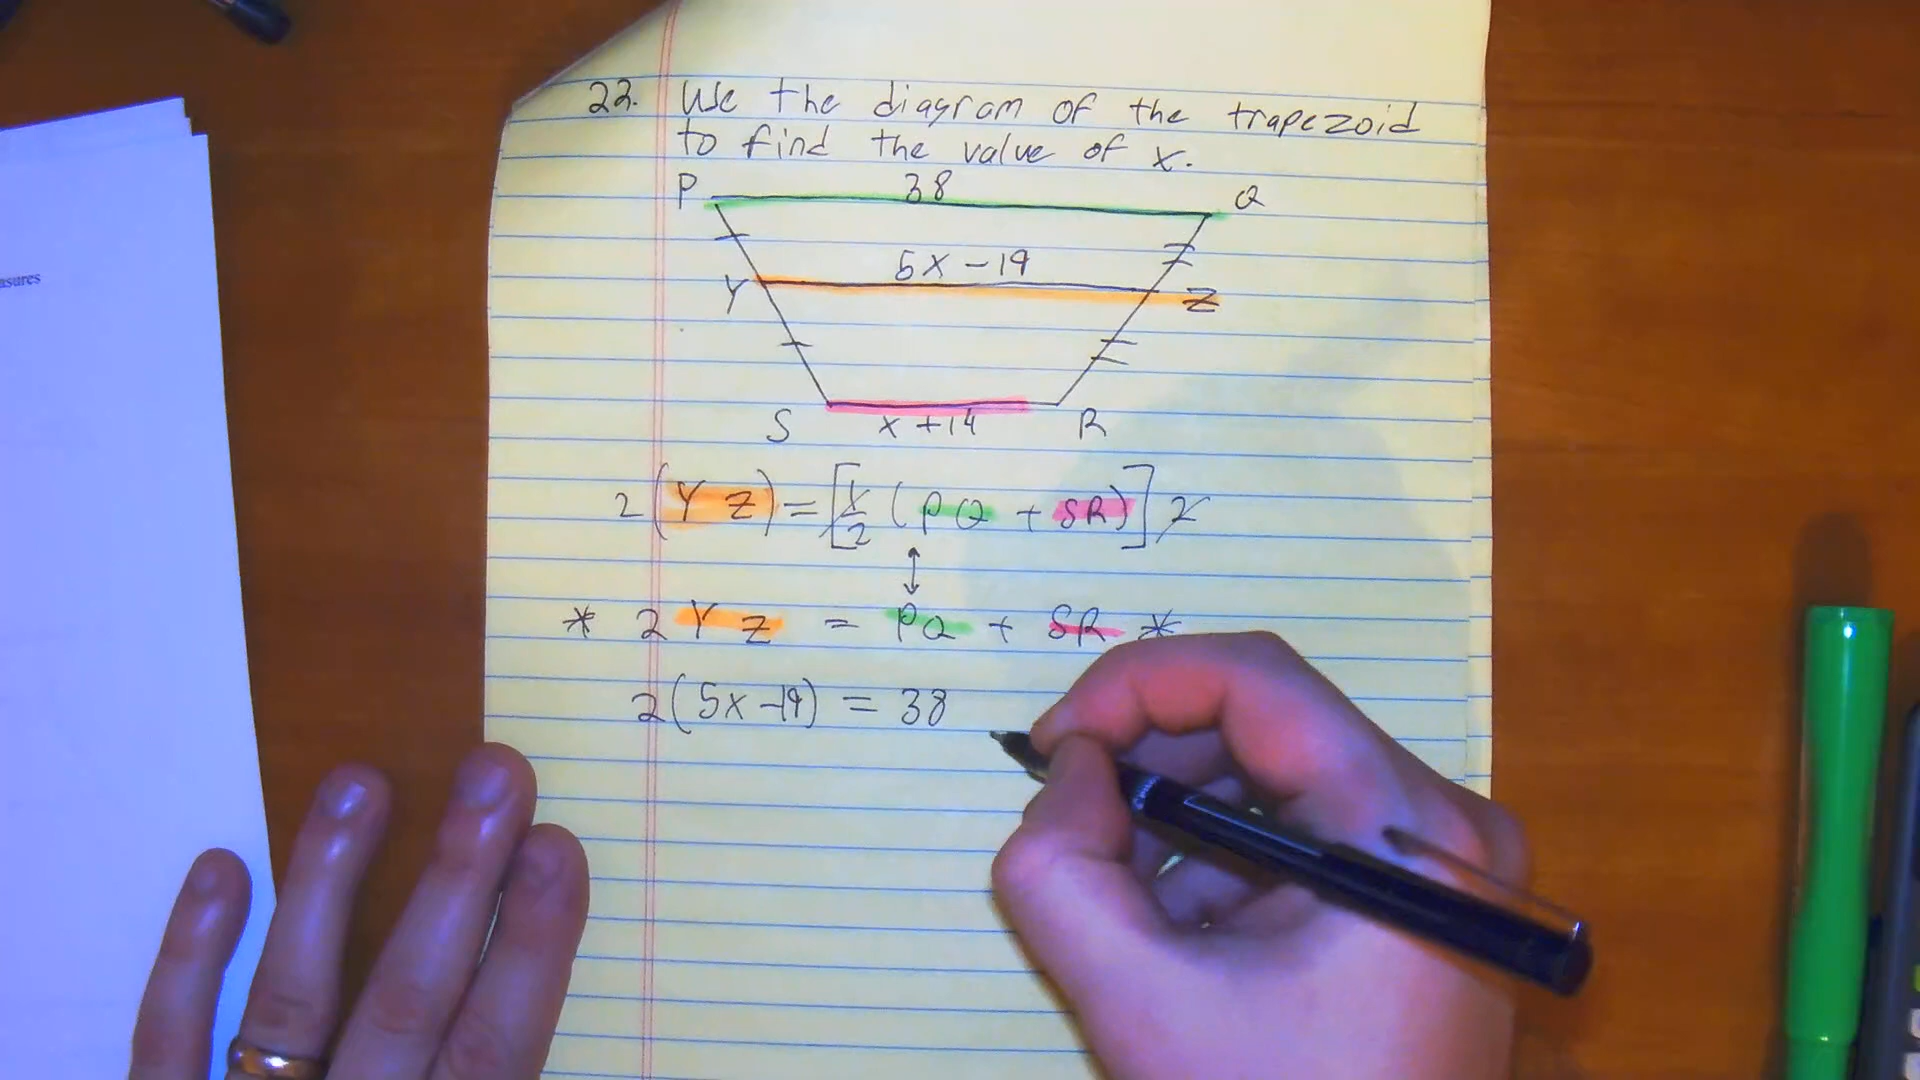 asures
22. Use the diagram of the trapezoid
to find the value of x.
P 38 Q
5x - 19
Y Z
S x + 14 R
2(YZ) = [1/2 (PQ + SR)] 2
* 2YZ = PQ + SR *
2(5x - 19) = 38